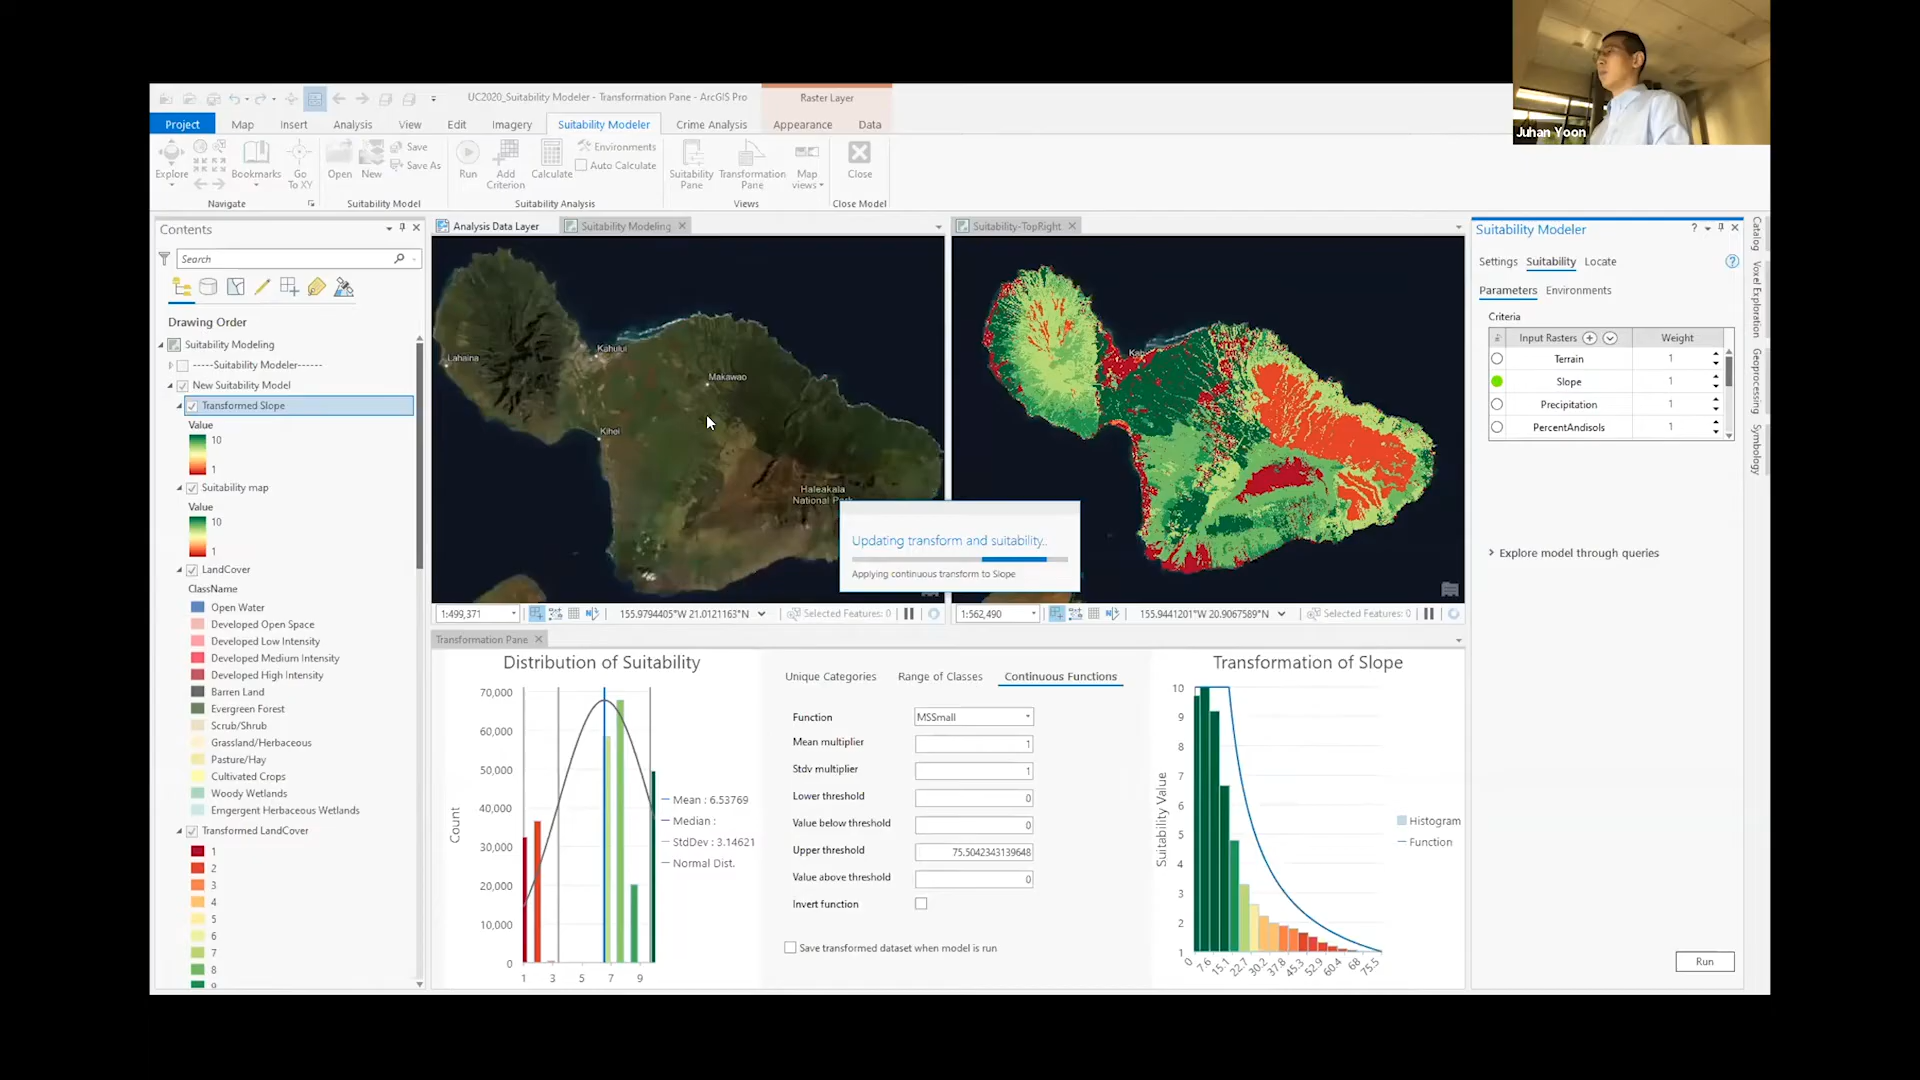 Juhan Yoon
UC2020_Suitability Modeler - Transformation Pane - ArcGIS Pro
Raster Layer
Project Map Insert Analysis View Edit Imagery Suitability Modeler Crime Analysis Appearance Data
Explore
Bookmarks
Go To XY
Navigate
Open
New
Save
Save As
Suitability Model
Run
Add Criterion
Calculate
Environments
Auto Calculate
Suitability Analysis
Suitability Pane
Transformation Pane
Map views
Views
Close
Close Model
Contents
Search
Drawing Order
Suitability Modeling
-----Suitability Modeler------
New Suitability Model
Transformed Slope
Value
10
1
Suitability map
Value
10
1
LandCover
ClassName
Open Water
Developed Open Space
Developed Low Intensity
Developed Medium Intensity
Developed High Intensity
Barren Land
Evergreen Forest
Scrub/Shrub
Grassland/Herbaceous
Pasture/Hay
Cultivated Crops
Woody Wetlands
Emgergent Herbaceous Wetlands
Transformed LandCover
1
2
3
4
5
6
7
8
9
Analysis Data Layer
Suitability Modeling
Lahaina
Kahului
Makawao
Kihei
Haleakala
National Park
1:499,371
155.9794405°W 21.0121163°N
Selected Features: 0
Suitability-TopRight
1:562,490
155.9441201°W 20.9067589°N
Selected Features: 0
Updating transform and suitability..
Applying continuous transform to Slope
Transformation Pane
Distribution of Suitability
70,000
60,000
50,000
40,000
30,000
20,000
10,000
0
Count
1 3 5 7 9
Mean : 6.53769
Median :
StdDev : 3.14621
Normal Dist.
Unique Categories Range of Classes Continuous Functions
Function MSSmall
Mean multiplier 1
Stdv multiplier 1
Lower threshold 0
Value below threshold 0
Upper threshold 75.5042343139648
Value above threshold 0
Invert function
Save transformed dataset when model is run
Transformation of Slope
10
9
8
7
6
5
4
3
2
1
Suitability Value
0 7.6 15.1 22.7 30.2 37.8 45.3 52.9 60.4 68 75.5
Histogram
Function
Suitability Modeler
Settings Suitability Locate
Parameters Environments
Criteria
Input Rasters Weight
Terrain 1
Slope 1
Precipitation 1
PercentAndisols 1
Explore model through queries
Run
Catalog
Voxel Exploration
Geoprocessing
Symbology